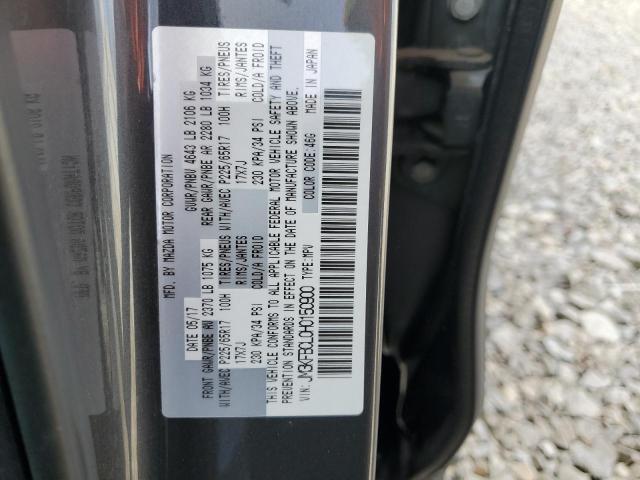 MFD. BY MAZDA MOTOR CORPORATION
DATE 05/17 GVWR/PNBV 4643 LB 2106 KG
FRONT GAWR/PNBE AV 2370 LB 1075 KG REAR GAWR/PNBE AR 2280 LB 1034 KG
WITH/AVEC P225/65R17 100H TIRES/PNEUS WITH/AVEC P225/65R17 100H TIRES/PNEUS
17X7J RIMS/JANTES 17X7J RIMS/JANTES
230 KPA/34 PSI COLD/A FROID 230 KPA/34 PSI COLD/A FROID
THIS VEHICLE CONFORMS TO ALL APPLICABLE FEDERAL MOTOR VEHICLE SAFETY AND THEFT
PREVENTION STANDARDS IN EFFECT ON THE DATE OF MANUFACTURE SHOWN ABOVE.
VIN: JM3KFBCL0H0150900 TYPE:MPV COLOR CODE/46G MADE IN JAPAN